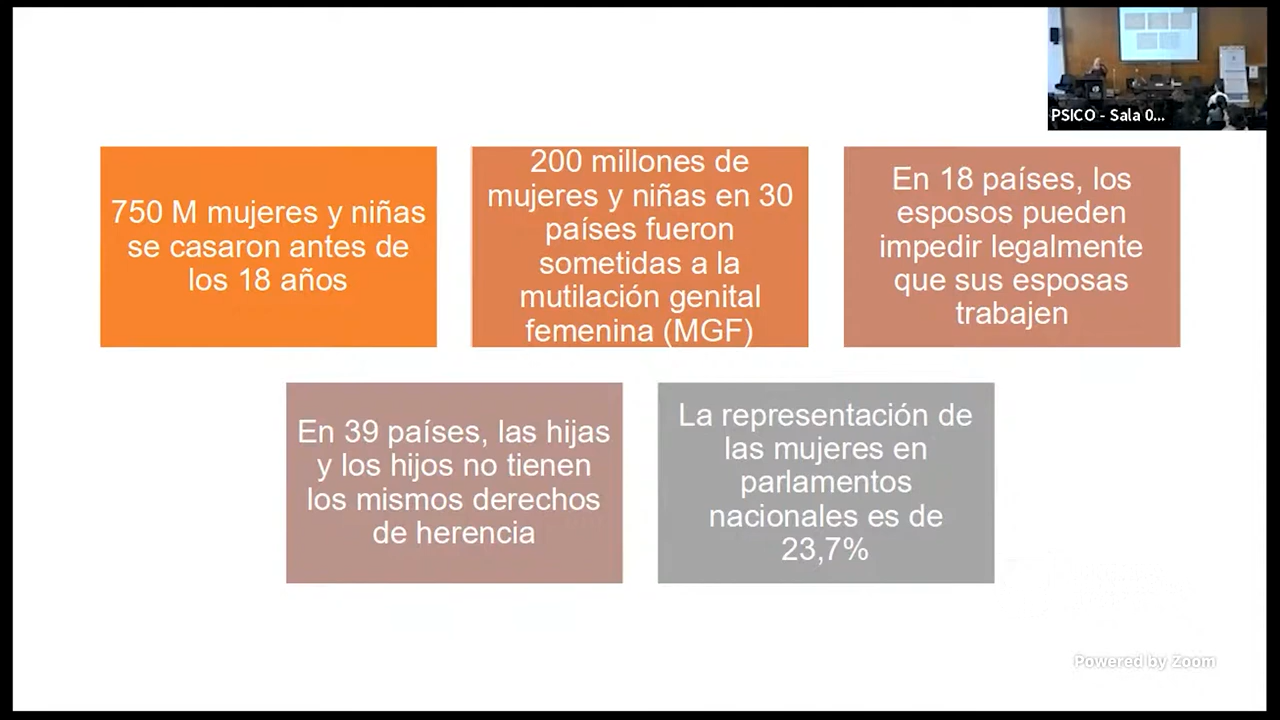 PSICO - Sala 0...
750 M mujeres y niñas
se casaron antes de
los 18 años
200 millones de
mujeres y niñas en 30
países fueron
sometidas a la
mutilación genital
femenina (MGF)
En 18 países, los
esposos pueden
impedir legalmente
que sus esposas
trabajen
En 39 países, las hijas
y los hijos no tienen
los mismos derechos
de herencia
La representación de
las mujeres en
parlamentos
nacionales es de
23,7%
Powered by Zoom